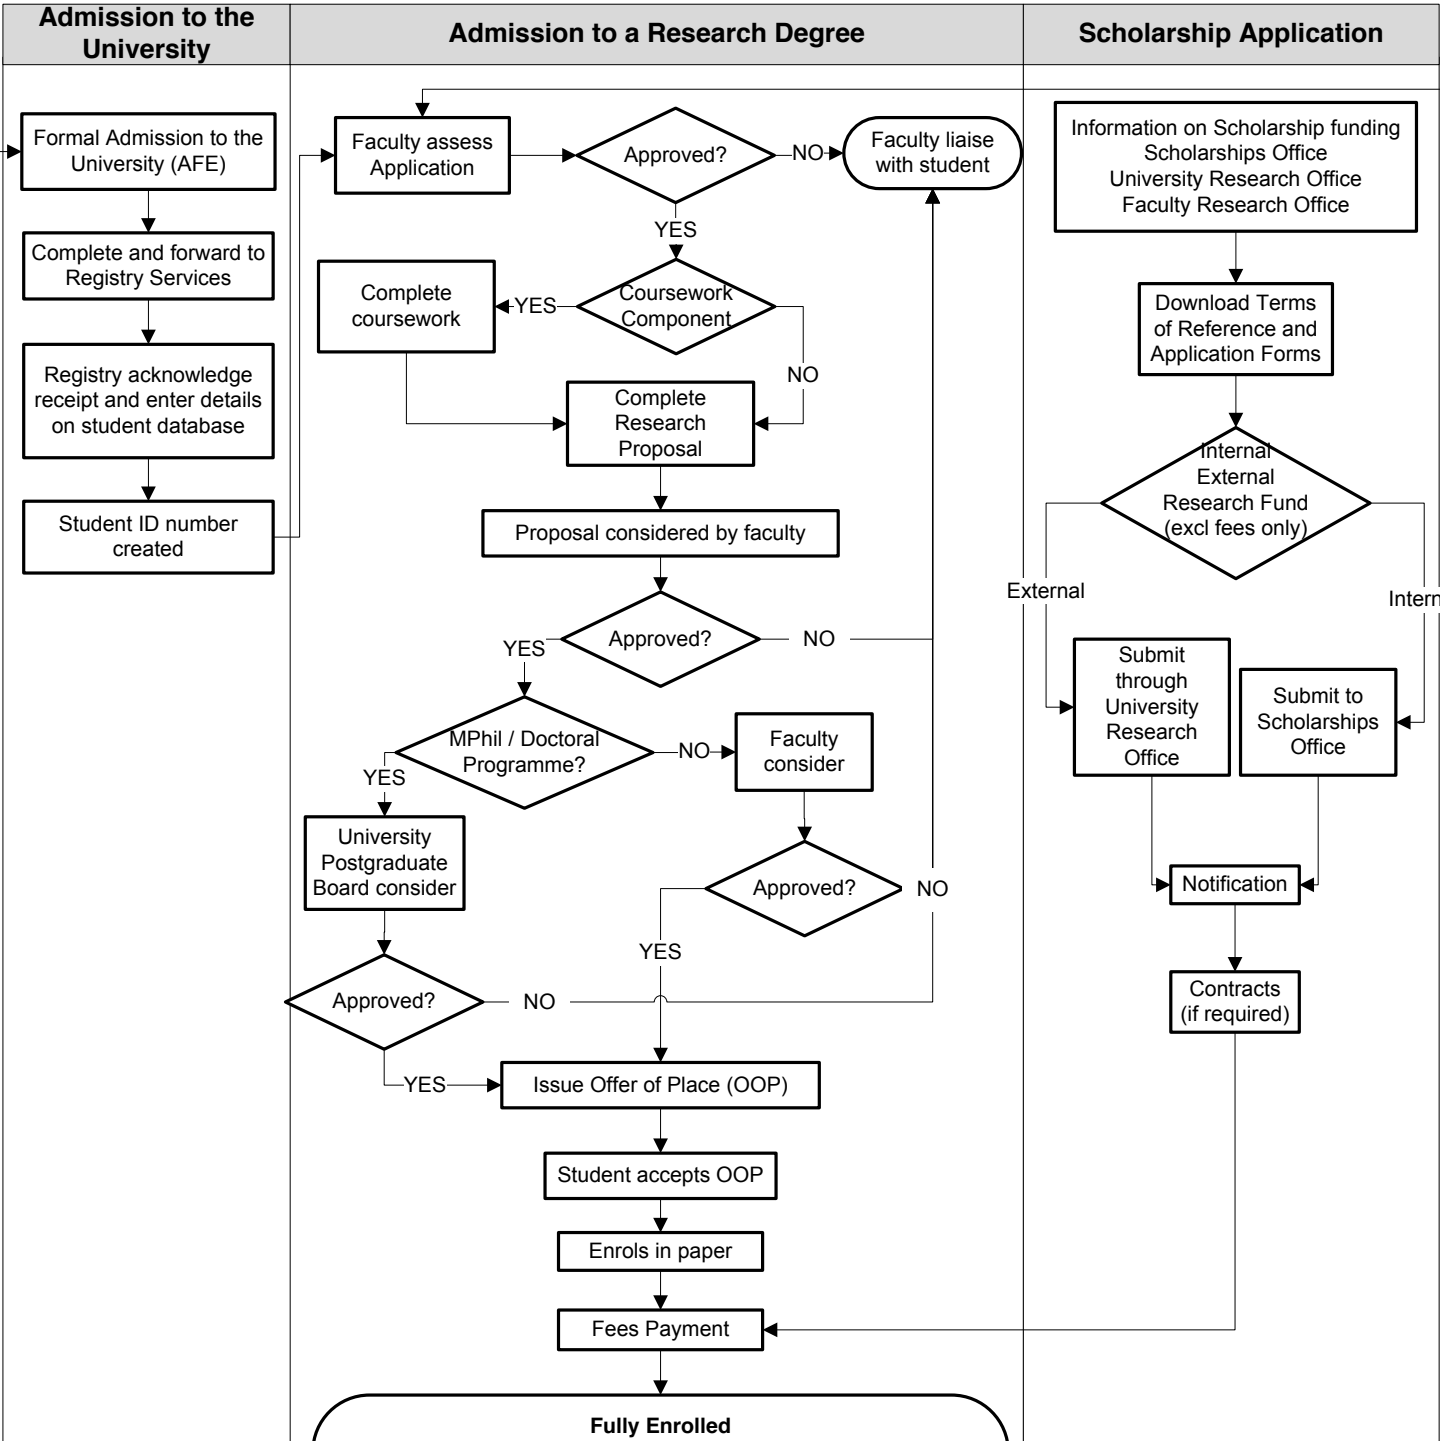 Admission to the
University
Admission to a Research Degree
Scholarship Application
Formal Admission to the
University (AFE)
Complete and forward to
Registry Services
Registry acknowledge
receipt and enter details
on student database
Student ID number
created
Faculty assess
Application
Approved?
NO
Faculty liaise
with student
YES
Coursework
Component
YES
Complete
coursework
NO
Complete
Research
Proposal
Proposal considered by faculty
Approved?
NO
YES
MPhil / Doctoral
Programme?
NO
Faculty
consider
YES
University
Postgraduate
Board consider
Approved?
NO
YES
Approved?
NO
YES
Issue Offer of Place (OOP)
Student accepts OOP
Enrols in paper
Fees Payment
Fully Enrolled
Information on Scholarship funding
Scholarships Office
University Research Office
Faculty Research Office
Download Terms
of Reference and
Application Forms
Internal
External
Research Fund
(excl fees only)
External
Intern
Submit
through
University
Research
Office
Submit to
Scholarships
Office
Notification
Contracts
(if required)